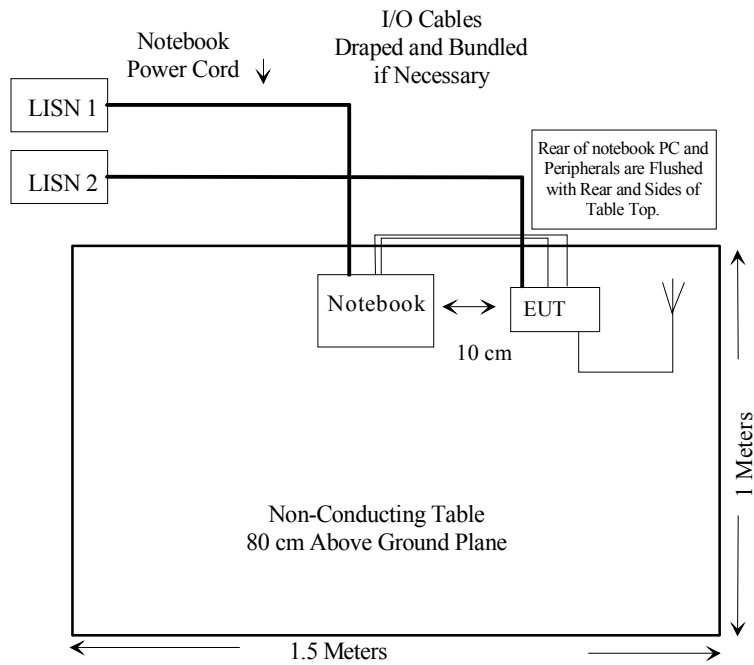 I/O Cables
Draped and Bundled
if Necessary
Notebook
Power Cord
LISN 1
LISN 2
Rear of notebook PC and
Peripherals are Flushed
with Rear and Sides of
Table Top.
Notebook
EUT
10 cm
1 Meters
Non-Conducting Table
80 cm Above Ground Plane
1.5 Meters